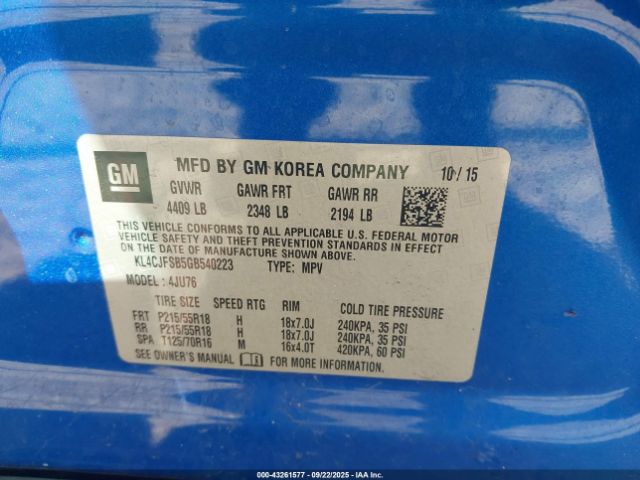 GM
MFD BY GM KOREA COMPANY 10/15
GVWR GAWR FRT GAWR RR
4409 LB 2348 LB 2194 LB
THIS VEHICLE CONFORMS TO ALL APPLICABLE U.S. FEDERAL MOTOR
VEHICLE SAFETY AND THEFT PREVENTION STANDARDS IN
EFFECT ON THE DATE OF MANUFACTURE SHOWN ABOVE.
KL4CJFSB5GB540223 TYPE: MPV
MODEL: 4JU76
TIRE SIZE SPEED RTG RIM COLD TIRE PRESSURE
FRT P215/55R18 H 18x7.0J 240KPA, 35 PSI
RR P215/55R18 H 18x7.0J 240KPA, 35 PSI
SPA T125/70R16 M 16x4.0T 420KPA, 60 PSI
SEE OWNER'S MANUAL FOR MORE INFORMATION.
000-43261577 - 09/22/2025 - IAAI.COM